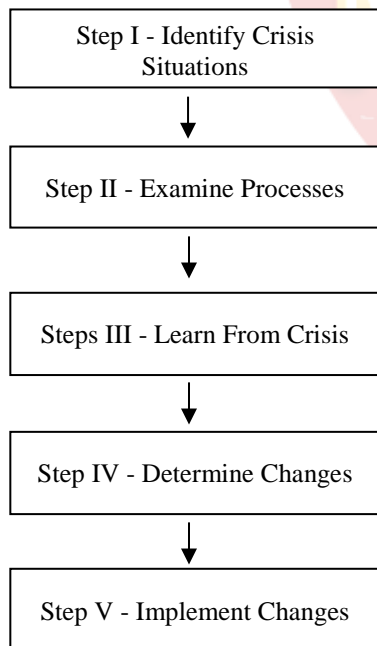 Step I - Identify Crisis
Situations
Step II - Examine Processes
Steps III - Learn From Crisis
Step IV - Determine Changes
Step V - Implement Changes